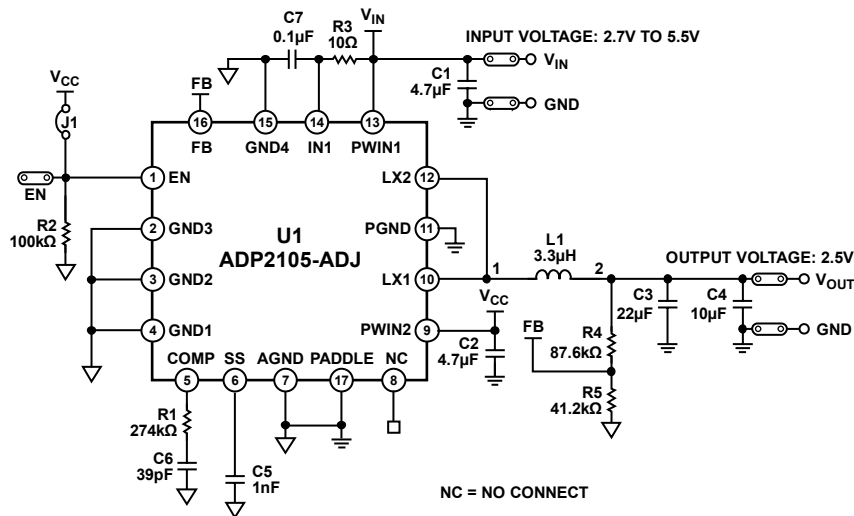 C7
0.1µF
R3
10Ω
VIN
INPUT VOLTAGE: 2.7V TO 5.5V
VIN
C1
4.7µF
GND
VCC
J1
FB
16
15
14
13
FB
GND4
IN1
PWIN1
EN
1
EN
R2
100kΩ
2
GND3
3
GND2
4
GND1
U1
ADP2105-ADJ
LX2
12
PGND
11
LX1
10
PWIN2
9
1
L1
3.3µH
2
OUTPUT VOLTAGE: 2.5V
VOUT
C3
22µF
C4
10µF
GND
VCC
C2
4.7µF
FB
R4
87.6kΩ
R5
41.2kΩ
COMP
SS
AGND
PADDLE
NC
5
6
7
17
8
R1
274kΩ
C6
39pF
C5
1nF
NC = NO CONNECT